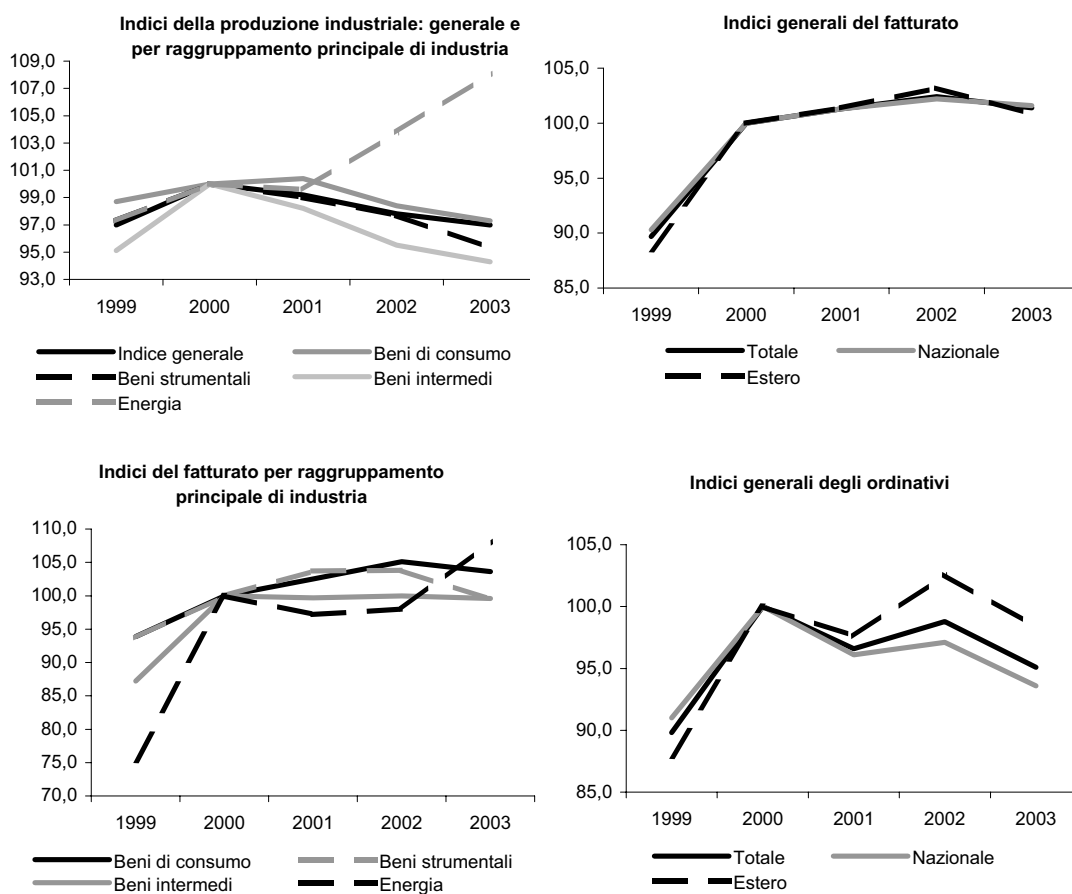 Indici della produzione industriale: generale e
per raggruppamento principale di industria
109,0
107,0
105,0
103,0
101,0
99,0
97,0
95,0
93,0
1999 2000 2001 2002 2003
Indice generale Beni di consumo
Beni strumentali Beni intermedi
Energia
Indici generali del fatturato
105,0
100,0
95,0
90,0
85,0
1999 2000 2001 2002 2003
Totale Nazionale
Estero
Indici del fatturato per raggruppamento
principale di industria
110,0
105,0
100,0
95,0
90,0
85,0
80,0
75,0
70,0
1999 2000 2001 2002 2003
Beni di consumo Beni strumentali
Beni intermedi Energia
Indici generali degli ordinativi
105,0
100,0
95,0
90,0
85,0
1999 2000 2001 2002 2003
Totale Nazionale
Estero